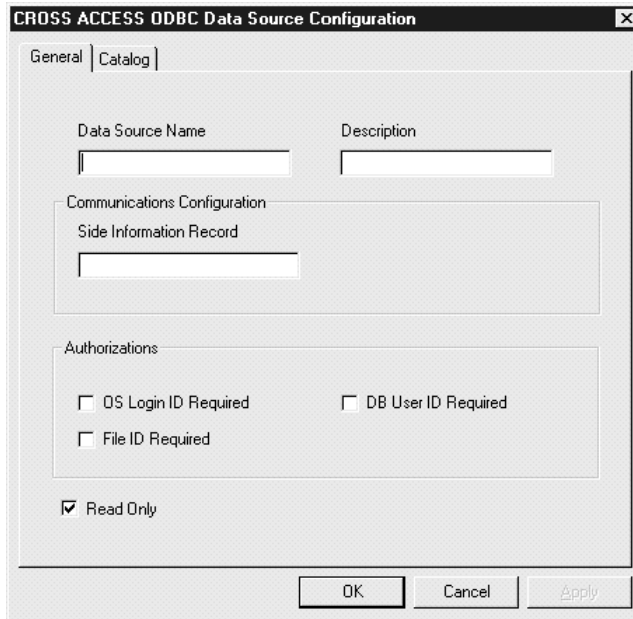 CROSS ACCESS ODBC Data Source Configuration
General
Catalog
Data Source Name
Description
Communications Configuration
Side Information Record
Authorizations
OS Login ID Required
DB User ID Required
File ID Required
Read Only
OK
Cancel
Apply